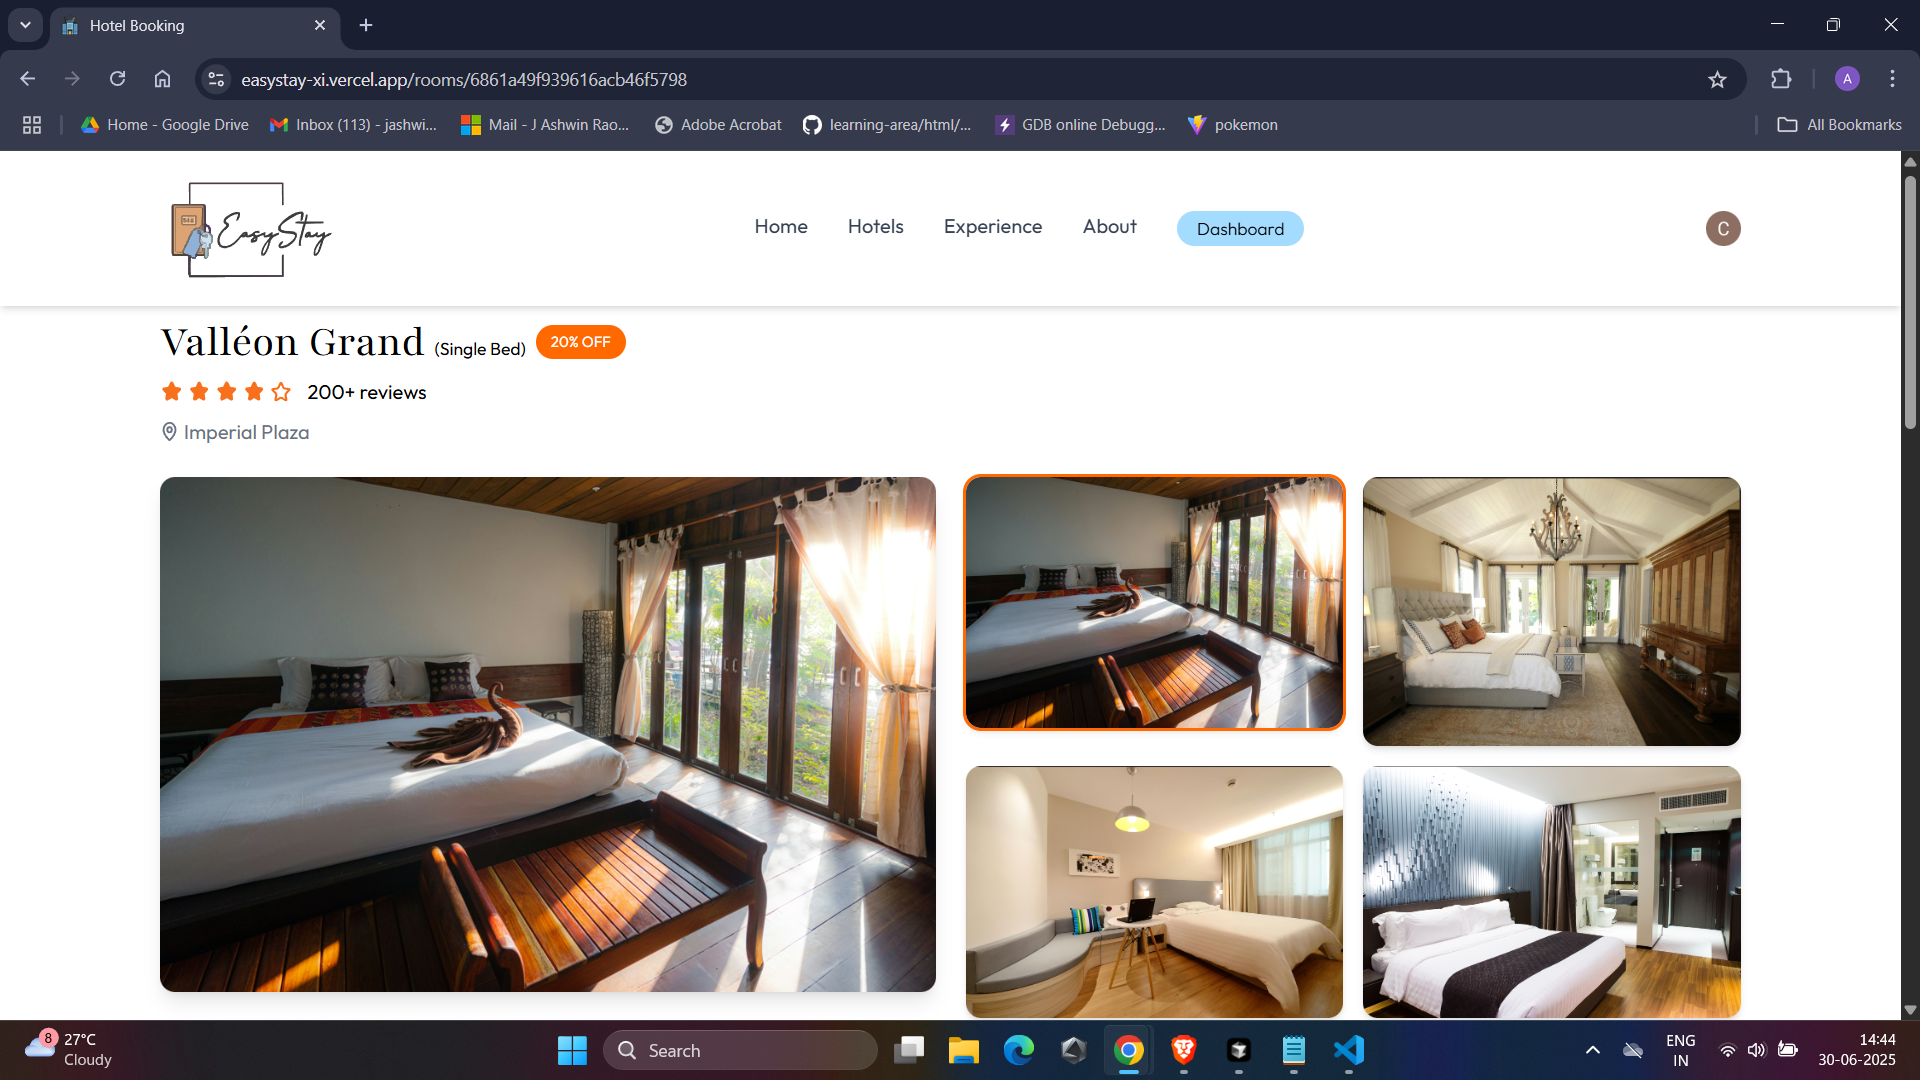 Hotel Booking
easystay-xi.vercel.app/rooms/6861a49f939616acb46f5798
A
Home - Google Drive
Inbox (113) - jashwi...
Mail - J Ashwin Rao...
Adobe Acrobat
learning-area/html/...
GDB online Debugg...
pokemon
All Bookmarks
EasyStay
Home
Hotels
Experience
About
Dashboard
C
Valléon Grand (Single Bed) 20% OFF
200+ reviews
Imperial Plaza
8
27°C
Cloudy
Search
ENG
IN
14:44
30-06-2025